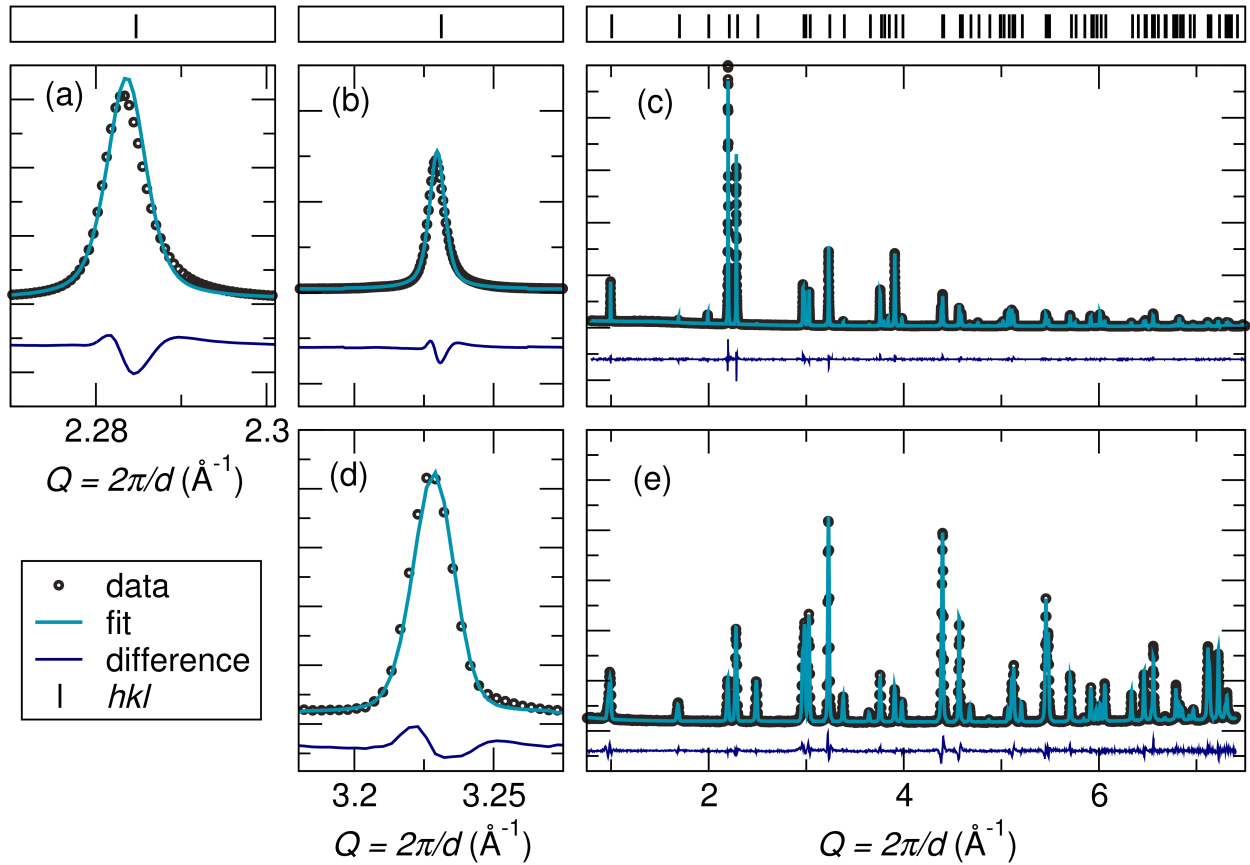 (a)
(b)
(c)
2.28
2.3
Q = 2π/d (Å⁻¹)
(d)
(e)
data
fit
difference
hkl
3.2
3.25
2
4
6
Q = 2π/d (Å⁻¹)
Q = 2π/d (Å⁻¹)